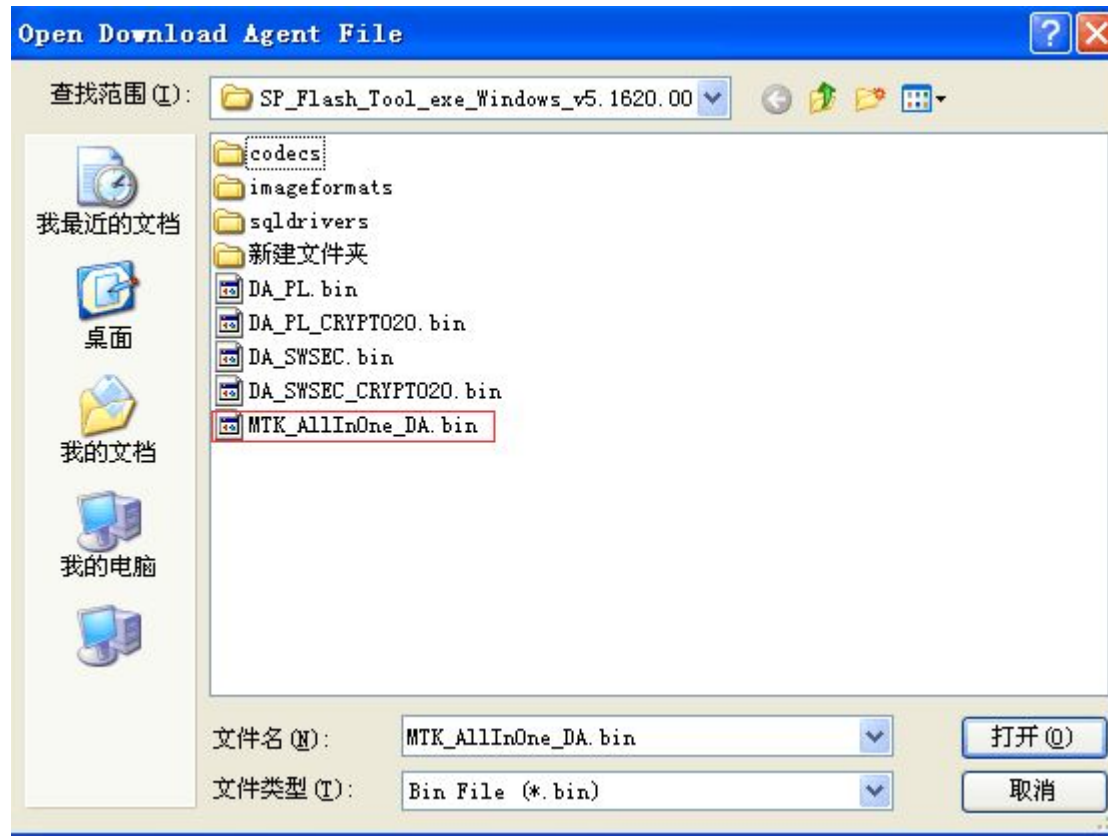 Open Download Agent File
查找范围(I):
SP_Flash_Tool_exe_Windows_v5.1620.00
codecs
imageformats
sqldrivers
新建文件夹
DA_PL.bin
DA_PL_CRYPTO20.bin
DA_SWSEC.bin
DA_SWSEC_CRYPTO20.bin
MTK_AllInOne_DA.bin
我最近的文档
桌面
我的文档
我的电脑
文件名(N):
MTK_AllInOne_DA.bin
打开(O)
文件类型(T):
Bin File (*.bin)
取消